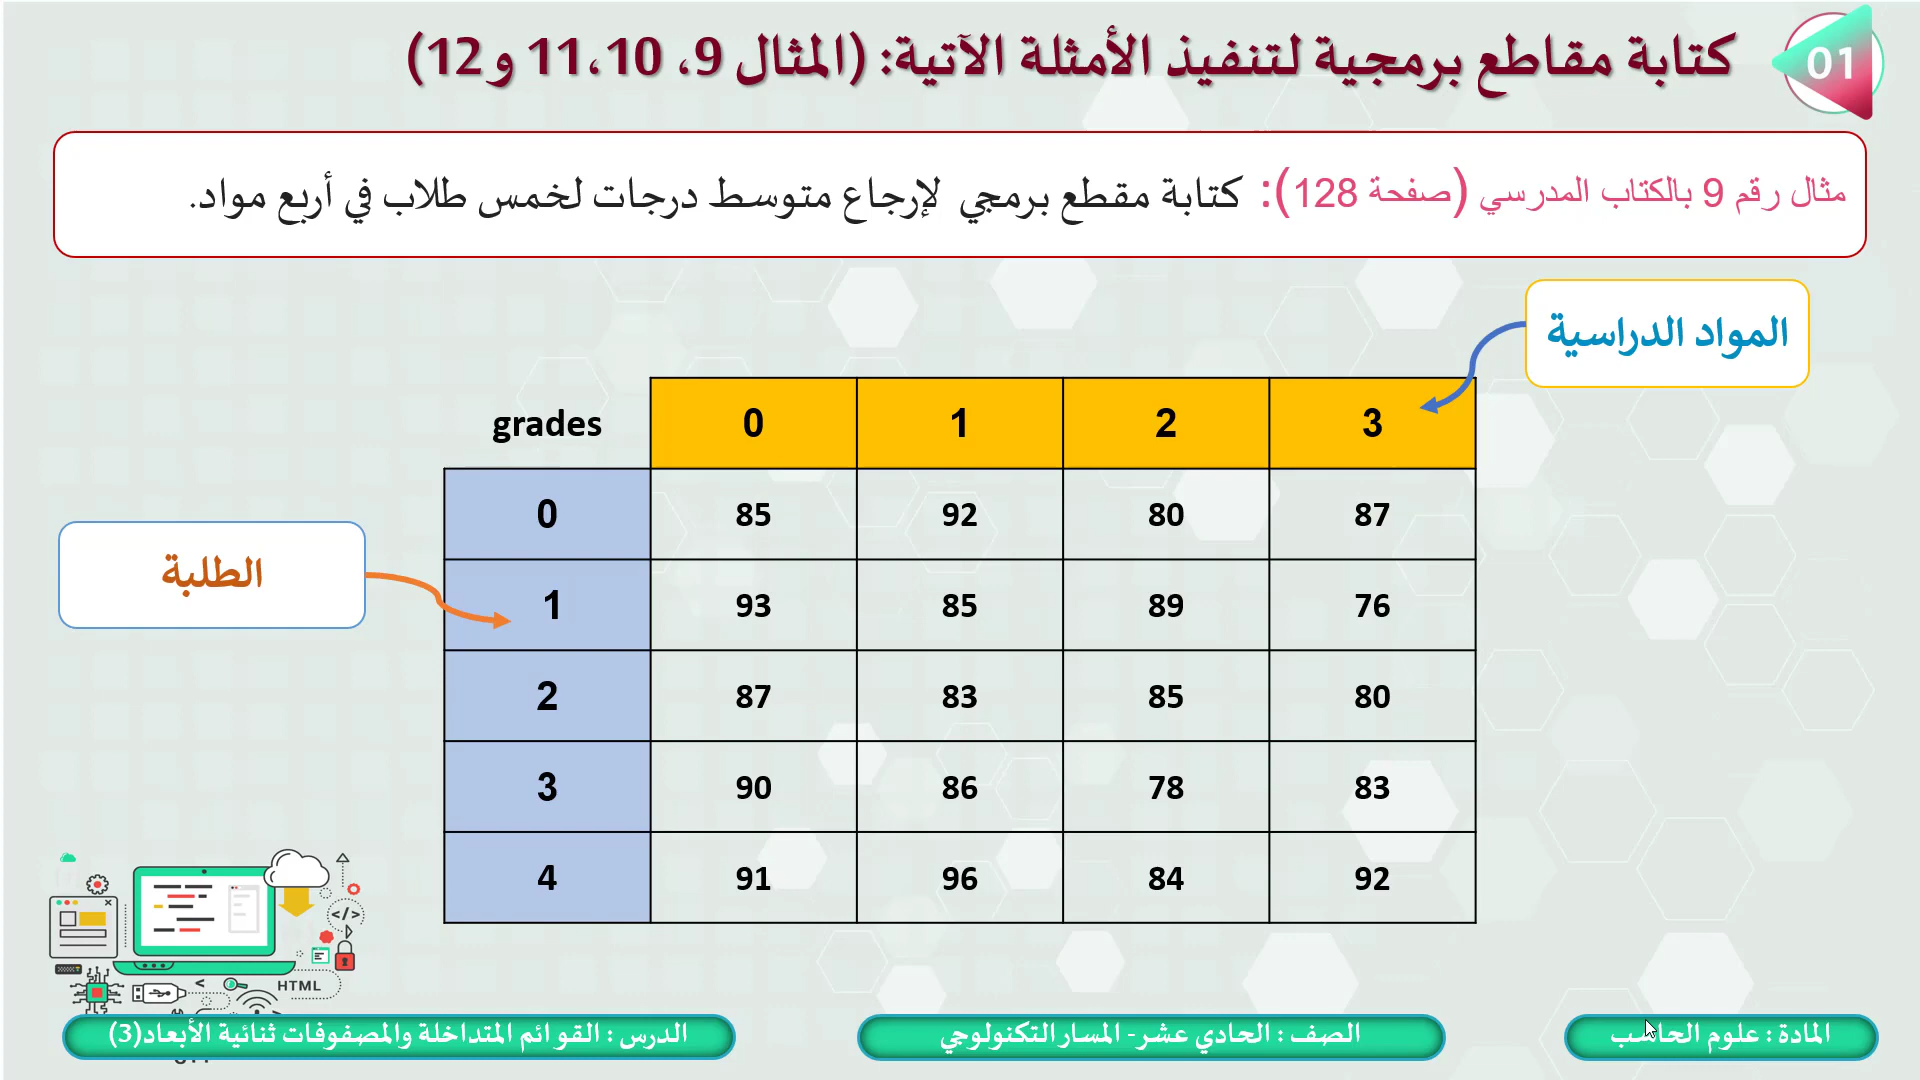 01
كتابة مقاطع برمجية لتنفيذ الأمثلة الآتية: (المثال 9، 10،11 و12)
مثال رقم 9 بالكتاب المدرسي (صفحة 128): كتابة مقطع برمجي لإرجاع متوسط درجات لخمس طلاب في أربع مواد.
المواد الدراسية
grades 0 1 2 3
0 85 92 80 87
الطلبة
1 93 85 89 76
2 87 83 85 80
3 90 86 78 83
4 91 96 84 92
</>
HTML
المادة : علوم الحاسب
الصف : الحادي عشر- المسار التكنولوجي
الدرس : القوائم المتداخلة والمصفوفات ثنائية الأبعاد(3)